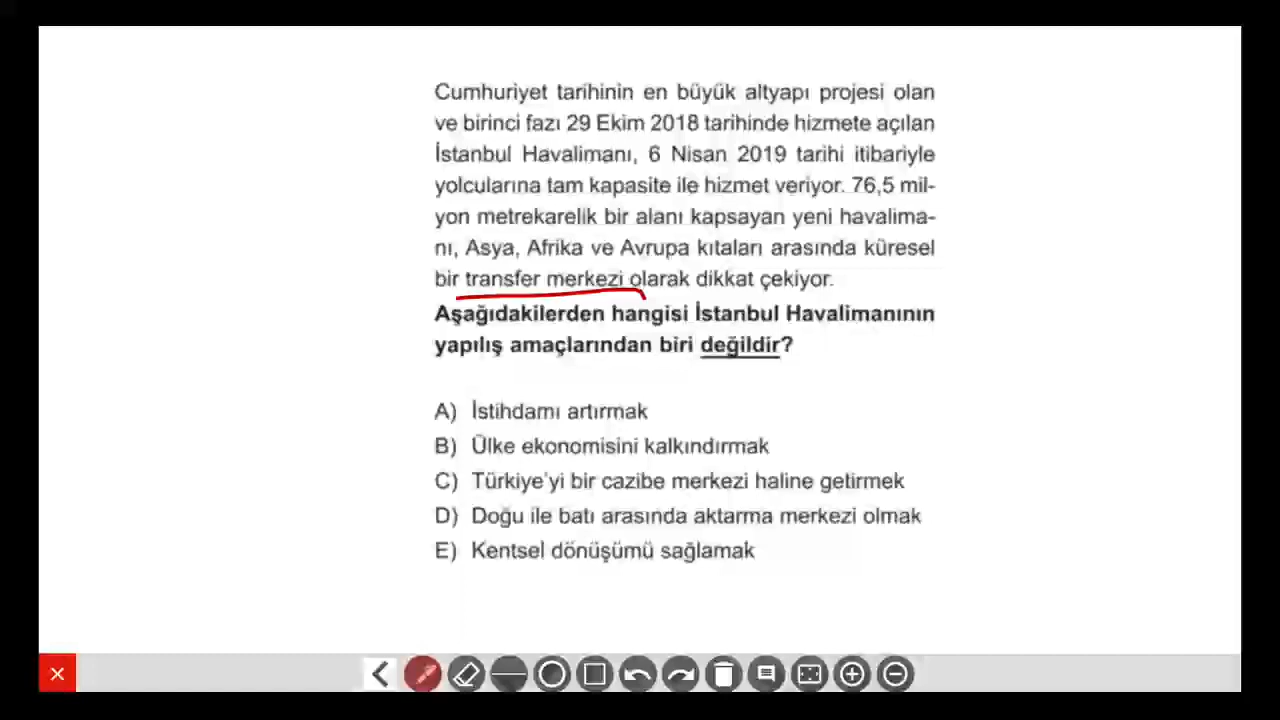 Cumhuriyet tarihinin en büyük altyapı projesi olan
ve birinci fazı 29 Ekim 2018 tarihinde hizmete açılan
İstanbul Havalimanı, 6 Nisan 2019 tarihi itibariyle
yolcularına tam kapasite ile hizmet veriyor. 76,5 mil-
yon metrekarelik bir alanı kapsayan yeni havalima-
nı, Asya, Afrika ve Avrupa kıtaları arasında küresel
bir transfer merkezi olarak dikkat çekiyor.
Aşağıdakilerden hangisi İstanbul Havalimanının
yapılış amaçlarından biri değildir?
A) İstihdamı artırmak
B) Ülke ekonomisini kalkındırmak
C) Türkiye'yi bir cazibe merkezi haline getirmek
D) Doğu ile batı arasında aktarma merkezi olmak
E) Kentsel dönüşümü sağlamak